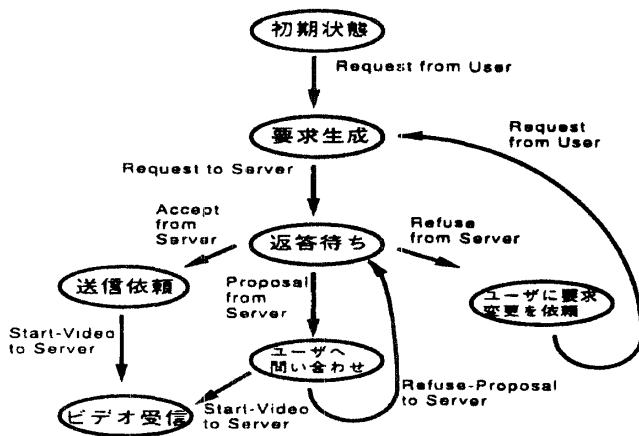 初期状態
Request from User
要求生成
Request
from User
Request to Server
Accept
from
Server
返答待ち
Refuse
from Server
送信依頼
Proposal
from
Server
ユーザに要求
変更を依頼
Start-Video
to Server
ユーザへ
問い合わせ
Refuse-Proposal
to Server
ビデオ受信
Start-Video
to Server